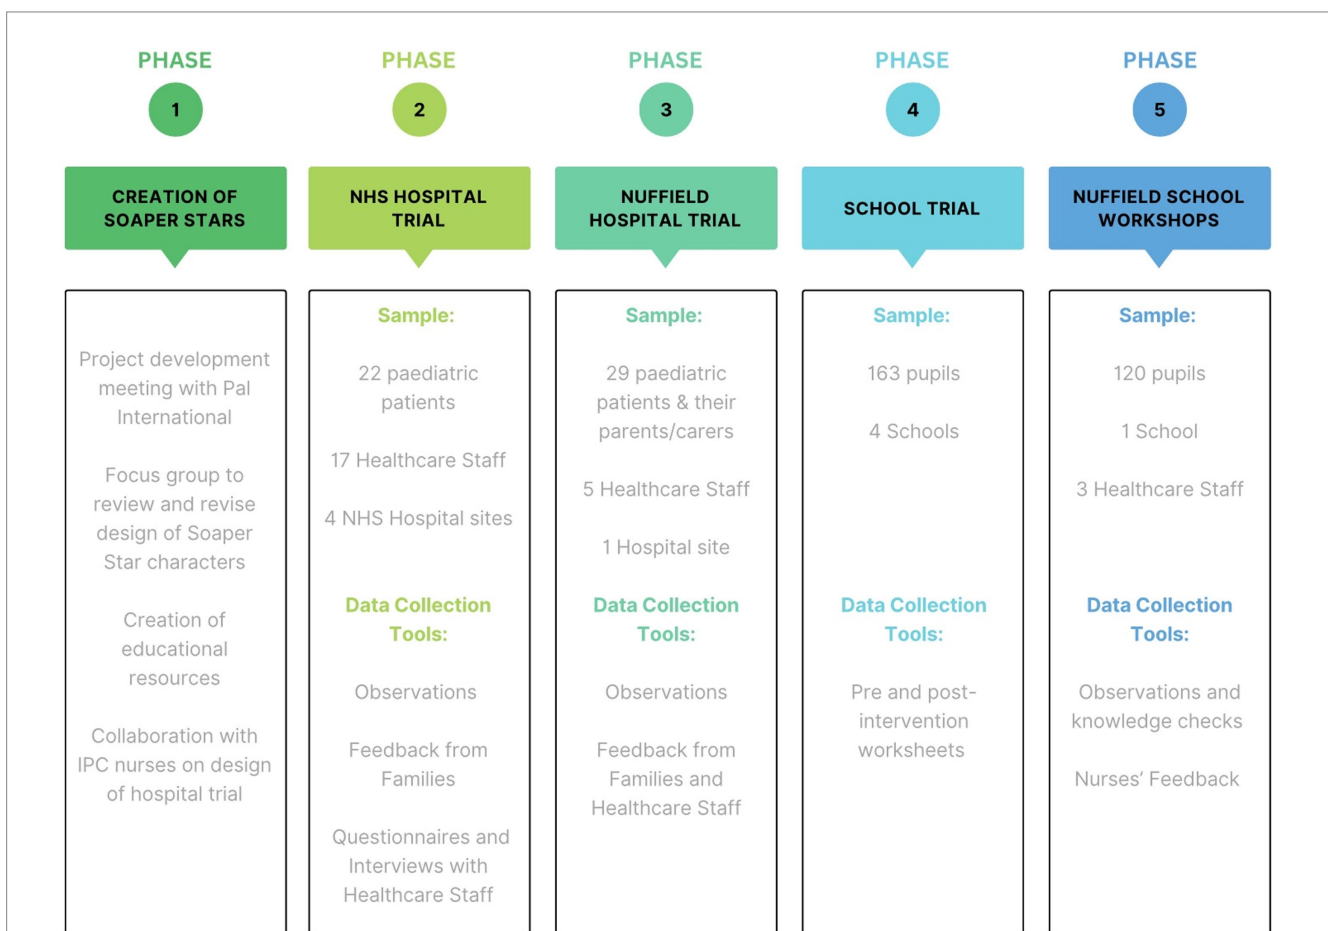 PHASE
1
CREATION OF
SOAPER STARS
Project development
meeting with Pal
International
Focus group to
review and revise
design of Soaper
Star characters
Creation of
educational
resources
Collaboration with
IPC nurses on design
of hospital trial
PHASE
2
NHS HOSPITAL
TRIAL
Sample:
22 paediatric
patients
17 Healthcare Staff
4 NHS Hospital sites
Data Collection
Tools:
Observations
Feedback from
Families
Questionnaires and
Interviews with
Healthcare Staff
PHASE
3
NUFFIELD
HOSPITAL TRIAL
Sample:
29 paediatric
patients & their
parents/carers
5 Healthcare Staff
1 Hospital site
Data Collection
Tools:
Observations
Feedback from
Families and
Healthcare Staff
PHASE
4
SCHOOL TRIAL
Sample:
163 pupils
4 Schools
Data Collection
Tools:
Pre and post-
intervention
worksheets
PHASE
5
NUFFIELD SCHOOL
WORKSHOPS
Sample:
120 pupils
1 School
3 Healthcare Staff
Data Collection
Tools:
Observations and
knowledge checks
Nurses’ Feedback